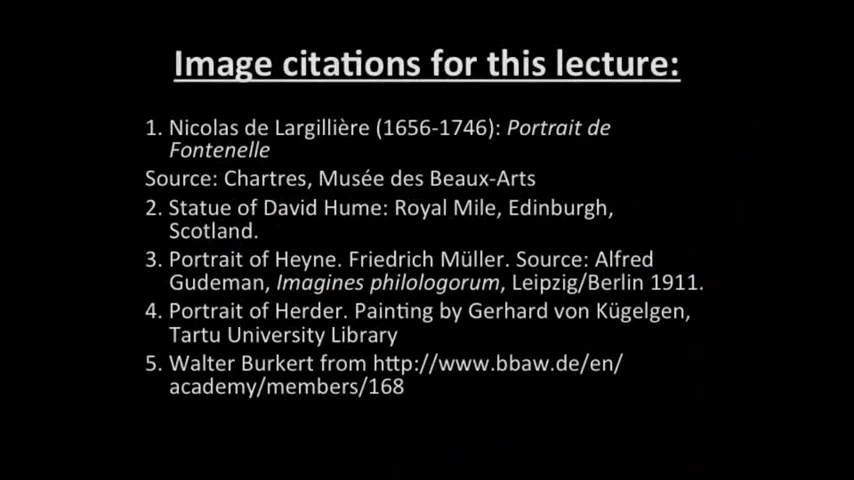 Image citations for this lecture:
1. Nicolas de Largillière (1656-1746): Portrait de
Fontenelle
Source: Chartres, Musée des Beaux-Arts
2. Statue of David Hume: Royal Mile, Edinburgh,
Scotland.
3. Portrait of Heyne. Friedrich Müller. Source: Alfred
Gudeman, Imagines philologorum, Leipzig/Berlin 1911.
4. Portrait of Herder. Painting by Gerhard von Kügelgen,
Tartu University Library
5. Walter Burkert from http://www.bbaw.de/en/
academy/members/168